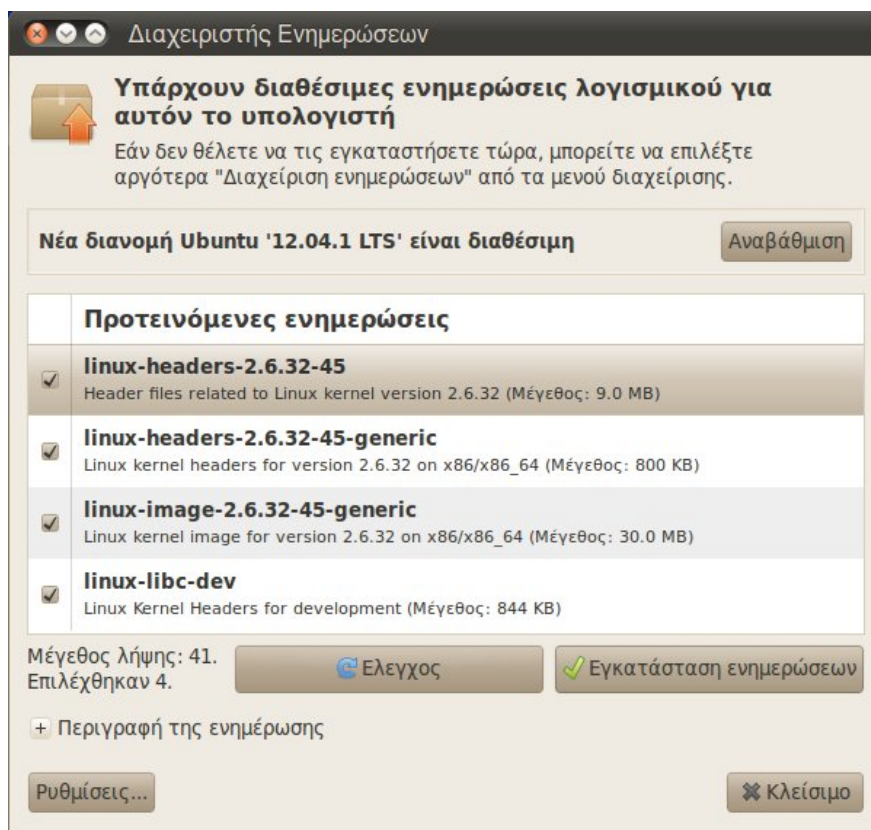 Διαχειριστής Ενημερώσεων
Υπάρχουν διαθέσιμες ενημερώσεις λογισμικού για
αυτόν το υπολογιστή
Εάν δεν θέλετε να τις εγκαταστήσετε τώρα, μπορείτε να επιλέξτε
αργότερα "Διαχείριση ενημερώσεων" από τα μενού διαχείρισης.
Νέα διανομή Ubuntu '12.04.1 LTS' είναι διαθέσιμη
Αναβάθμιση
Προτεινόμενες ενημερώσεις
linux-headers-2.6.32-45
Header files related to Linux kernel version 2.6.32 (Μέγεθος: 9.0 MB)
linux-headers-2.6.32-45-generic
Linux kernel headers for version 2.6.32 on x86/x86_64 (Μέγεθος: 800 KB)
linux-image-2.6.32-45-generic
Linux kernel image for version 2.6.32 on x86/x86_64 (Μέγεθος: 30.0 MB)
linux-libc-dev
Linux Kernel Headers for development (Μέγεθος: 844 KB)
Μέγεθος λήψης: 41.
Επιλέχθηκαν 4.
Ελεγχος
Εγκατάσταση ενημερώσεων
Περιγραφή της ενημέρωσης
Ρυθμίσεις...
Κλείσιμο